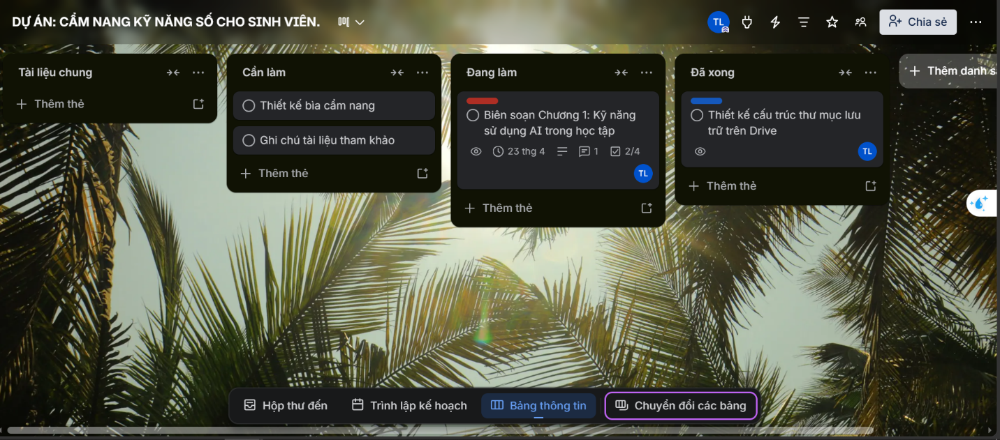 DỰ ÁN: CẨM NANG KỸ NĂNG SỐ CHO SINH VIÊN.
TL
Chia sẻ
Tài liệu chung
Thêm thẻ
Cần làm
Thiết kế bìa cẩm nang
Ghi chú tài liệu tham khảo
Thêm thẻ
Đang làm
Biên soạn Chương 1: Kỹ năng
sử dụng AI trong học tập
23 thg 4 1 2/4
TL
Thêm thẻ
Đã xong
Thiết kế cấu trúc thư mục lưu
trữ trên Drive
TL
Thêm thẻ
Thêm danh s
Hộp thư đến
Trình lập kế hoạch
Bảng thông tin
Chuyển đổi các bảng